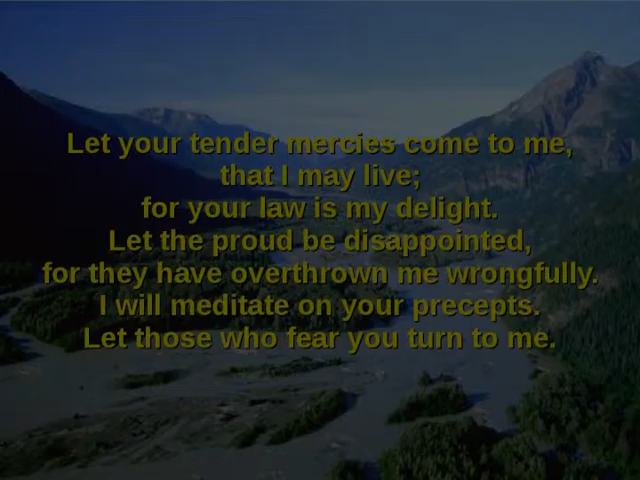 Let your tender mercies come to me,
that I may live;
for your law is my delight.
Let the proud be disappointed,
for they have overthrown me wrongfully.
I will meditate on your precepts.
Let those who fear you turn to me.